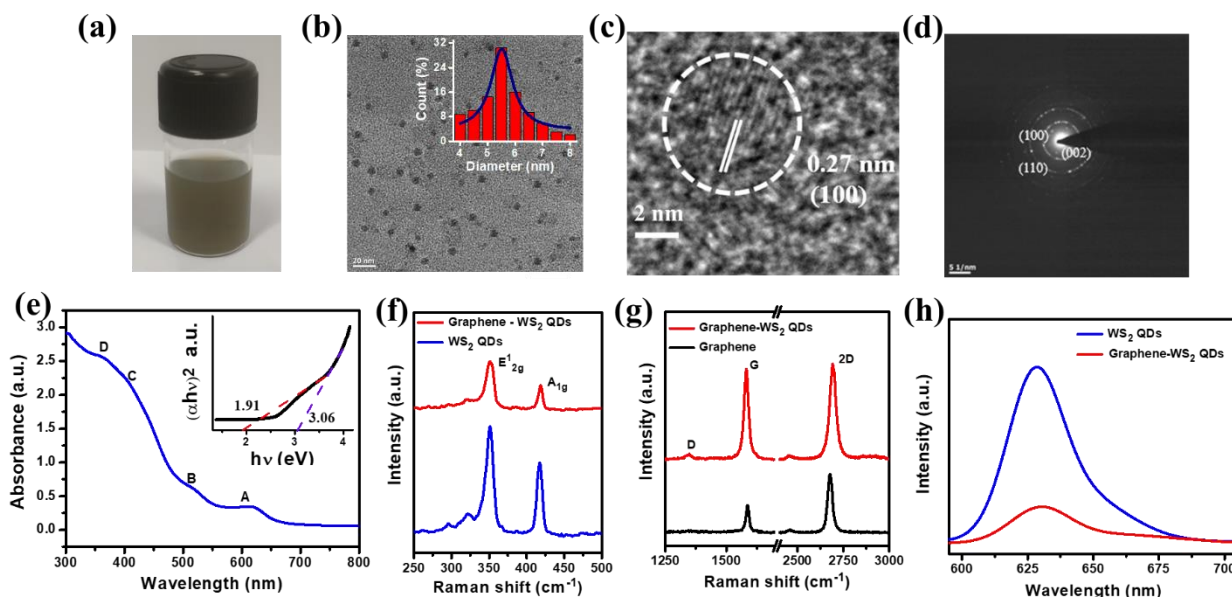 (a)
(b)
32
24
16
8
0
Count (%)
4 5 6 7 8
Diameter (nm)
20 nm
(c)
0.27 nm
(100)
2 nm
(d)
(100)
(002)
(110)
5 1/nm
(e)
3.0
2.5
2.0
1.5
1.0
0.5
0.0
Absorbance (a.u.)
D
C
B
A
300 400 500 600 700 800
Wavelength (nm)
(αhν)² a.u.
1.91
3.06
1 2 3 4
hν (eV)
(f)
Graphene - WS₂ QDs
WS₂ QDs
E¹₂g
A₁g
Intensity (a.u.)
250 300 350 400 450 500
Raman shift (cm⁻¹)
(g)
Graphene-WS₂ QDs
Graphene
G
2D
D
Intensity (a.u.)
1250 1500 2500 2750 3000
Raman shift (cm⁻¹)
(h)
WS₂ QDs
Graphene-WS₂ QDs
Intensity (a.u.)
600 625 650 675 700
Wavelength (nm)